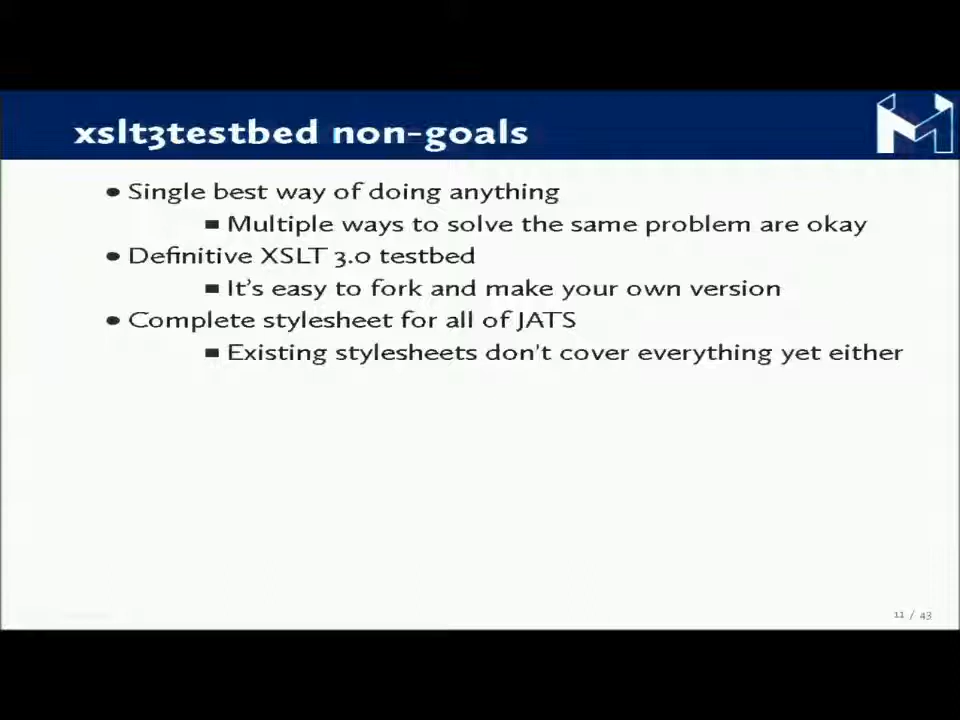 xslt3testbed non-goals
• Single best way of doing anything
▪ Multiple ways to solve the same problem are okay
• Definitive XSLT 3.0 testbed
▪ It's easy to fork and make your own version
• Complete stylesheet for all of JATS
▪ Existing stylesheets don't cover everything yet either
11 / 43